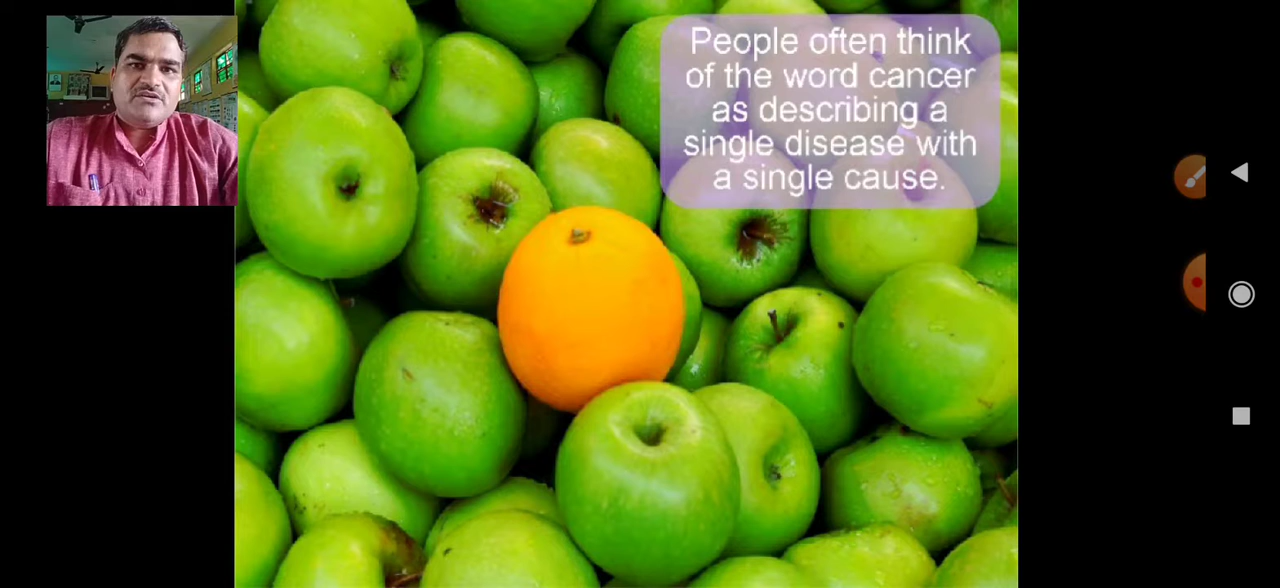 People often think
of the word cancer
as describing a
single disease with
a single cause.